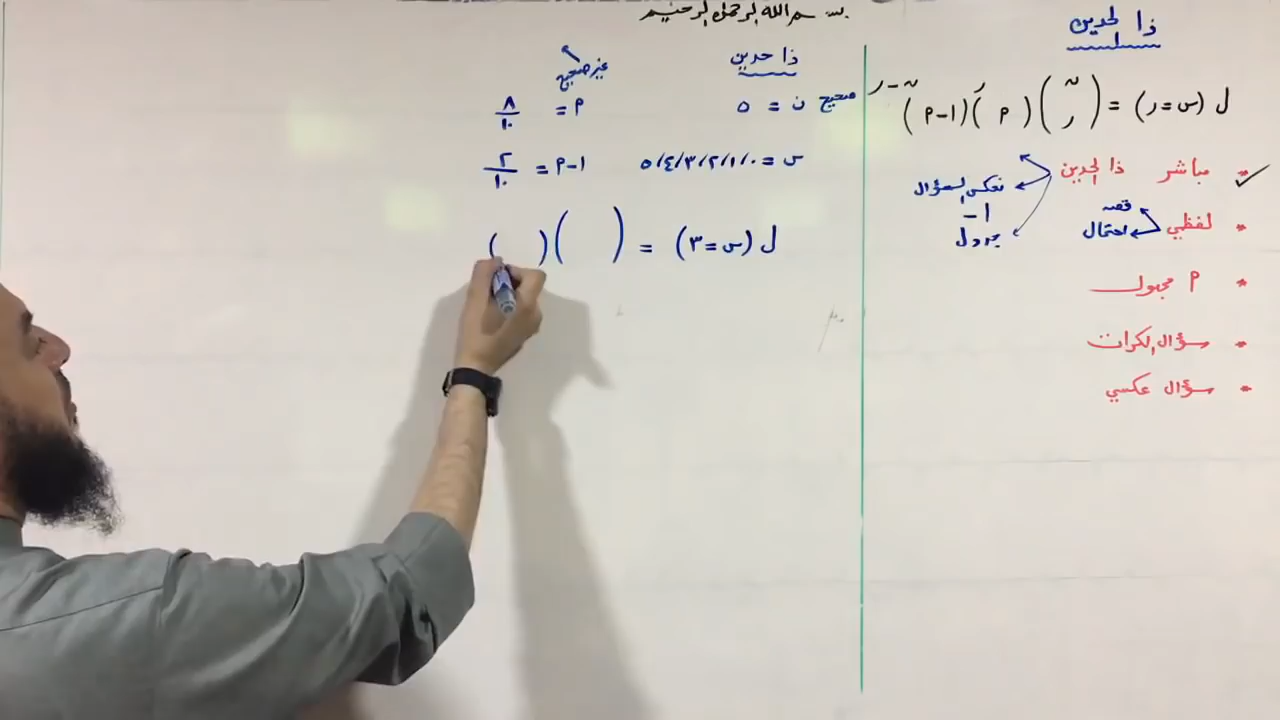 بسم الله الرحمن الرحيم
ذا الحدين
ل (س=ر) = (ن ر) (م)ر (١-م)ن-ر
* مباشر ذا الحدين
نعكس السؤال
-١
جدول
* لفظي
قصه
احتمال
* م مجهول
* سؤال الكرات
* سؤال عكسي
ذا حدين
غير صحيح
صحيح ن = ٥
م = ٨/١٠
س = ٠/١/٢/٣/٤/٥
١-م = ٢/١٠
ل (س=٣) = ( ) ( ) (